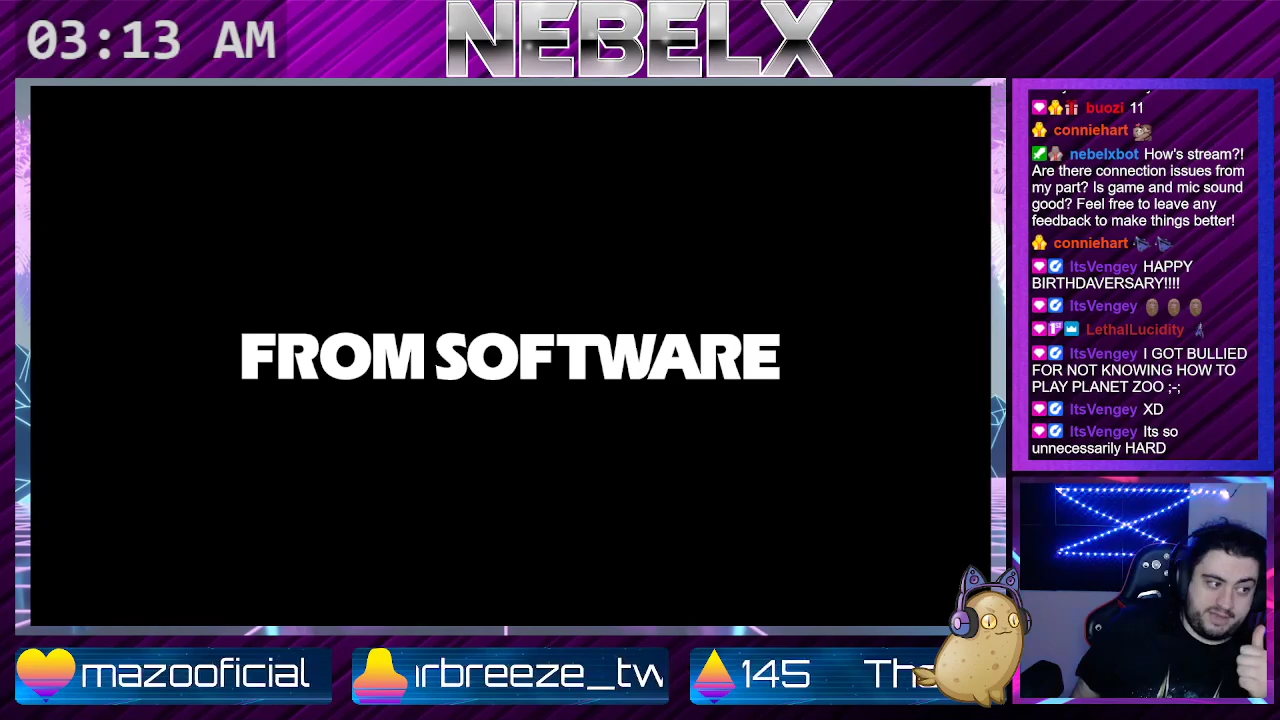 03:13 AM
NEBELX
buozi 11
conniehart
nebelxbot How's stream?!
Are there connection issues from
my part? Is game and mic sound
good? Feel free to leave any
feedback to make things better!
conniehart
ItsVengey HAPPY
BIRTHDAVERSARY!!!!
ItsVengey
LethalLucidity
ItsVengey I GOT BULLIED
FOR NOT KNOWING HOW TO
PLAY PLANET ZOO ;-;
ItsVengey XD
ItsVengey Its so
unnecessarily HARD
FROM SOFTWARE
mazooficial
rbreeze_tw
145 Tha